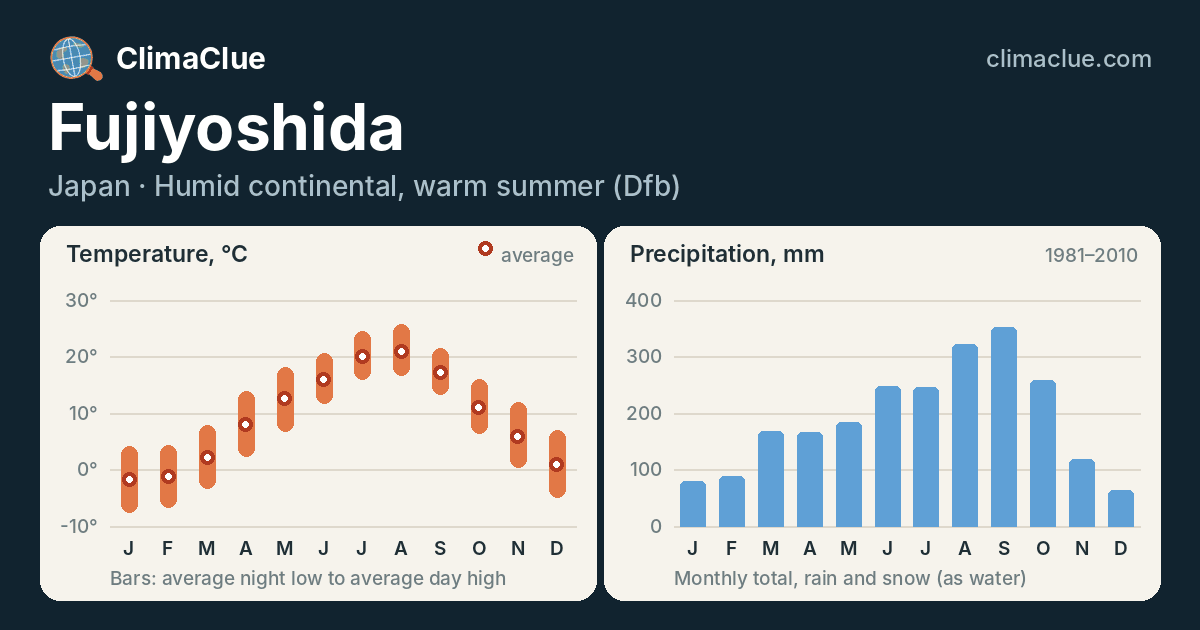 ClimaClue
climaclue.com
Fujiyoshida
Japan · Humid continental, warm summer (Dfb)
Temperature, °C
average
30°
20°
10°
0°
-10°
J F M A M J J A S O N D
Bars: average night low to average day high
Precipitation, mm
1981–2010
400
300
200
100
0
J F M A M J J A S O N D
Monthly total, rain and snow (as water)